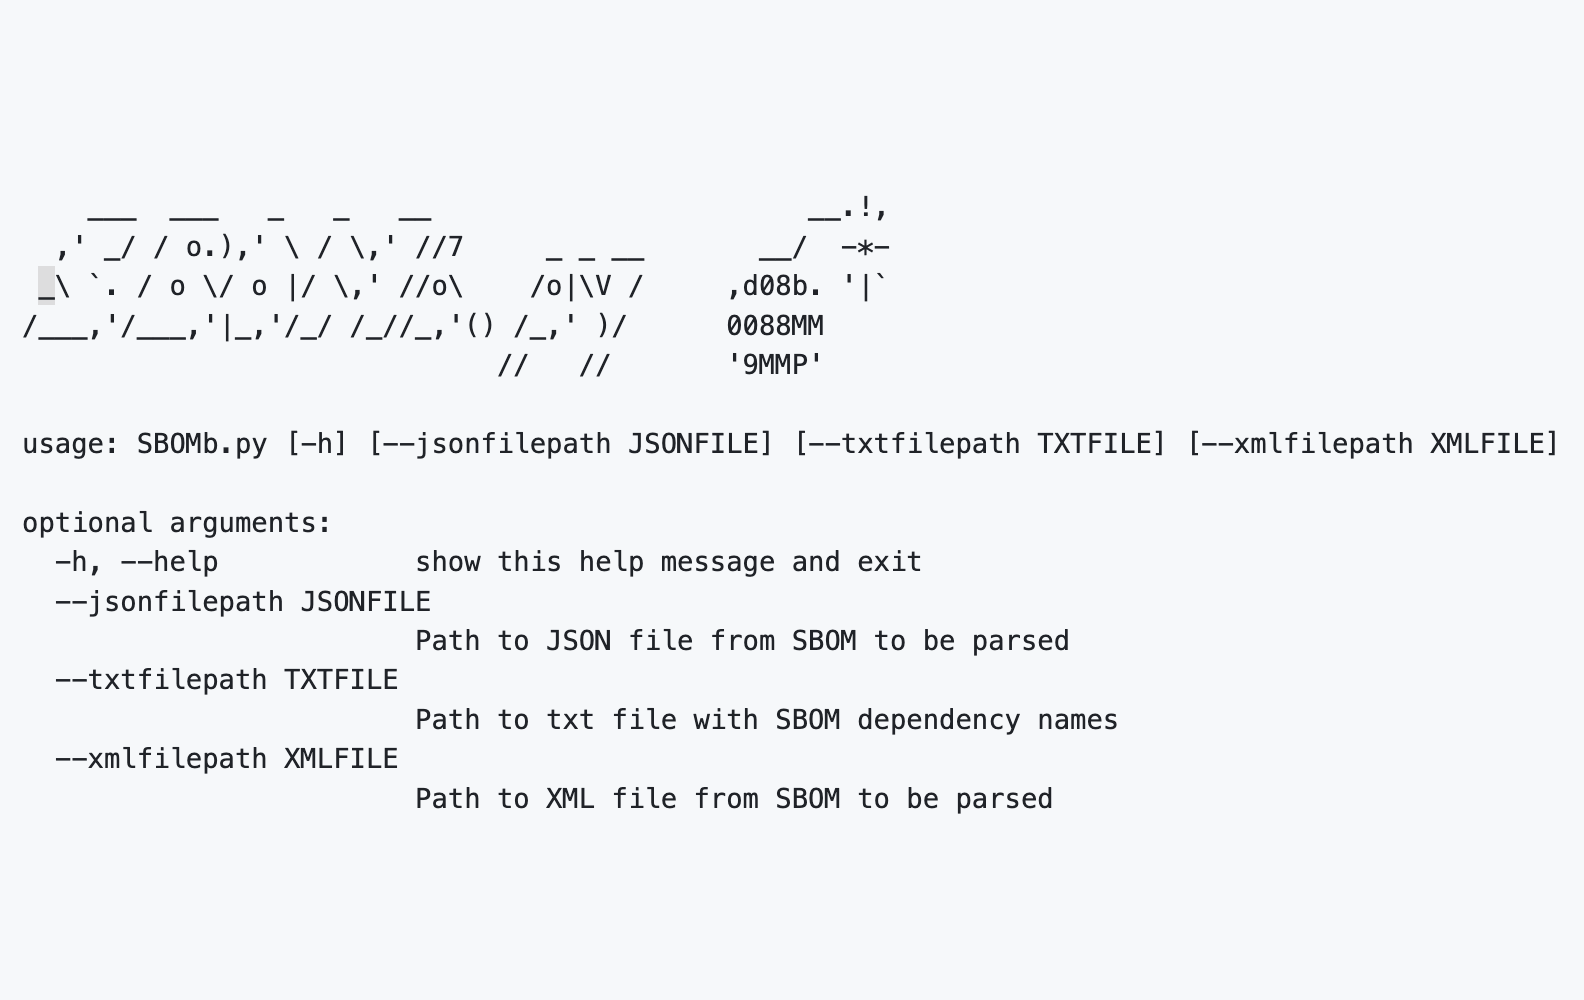 ___  ___   _   _   __                       __.!,
  ,' _/ / o.),' \ / \,' //7     _ _ __       __/  -*-
 _\ `. / o \/ o |/ \,' //o\    /o|\V /     ,d08b. '|`
/___,'/___,'|_,'/_/ /_//_,'() /_,' )/      0088MM
                             //   //       '9MMP'
usage: SBOMb.py [-h] [--jsonfilepath JSONFILE] [--txtfilepath TXTFILE] [--xmlfilepath XMLFILE]
optional arguments:
  -h, --help            show this help message and exit
  --jsonfilepath JSONFILE
                        Path to JSON file from SBOM to be parsed
  --txtfilepath TXTFILE
                        Path to txt file with SBOM dependency names
  --xmlfilepath XMLFILE
                        Path to XML file from SBOM to be parsed